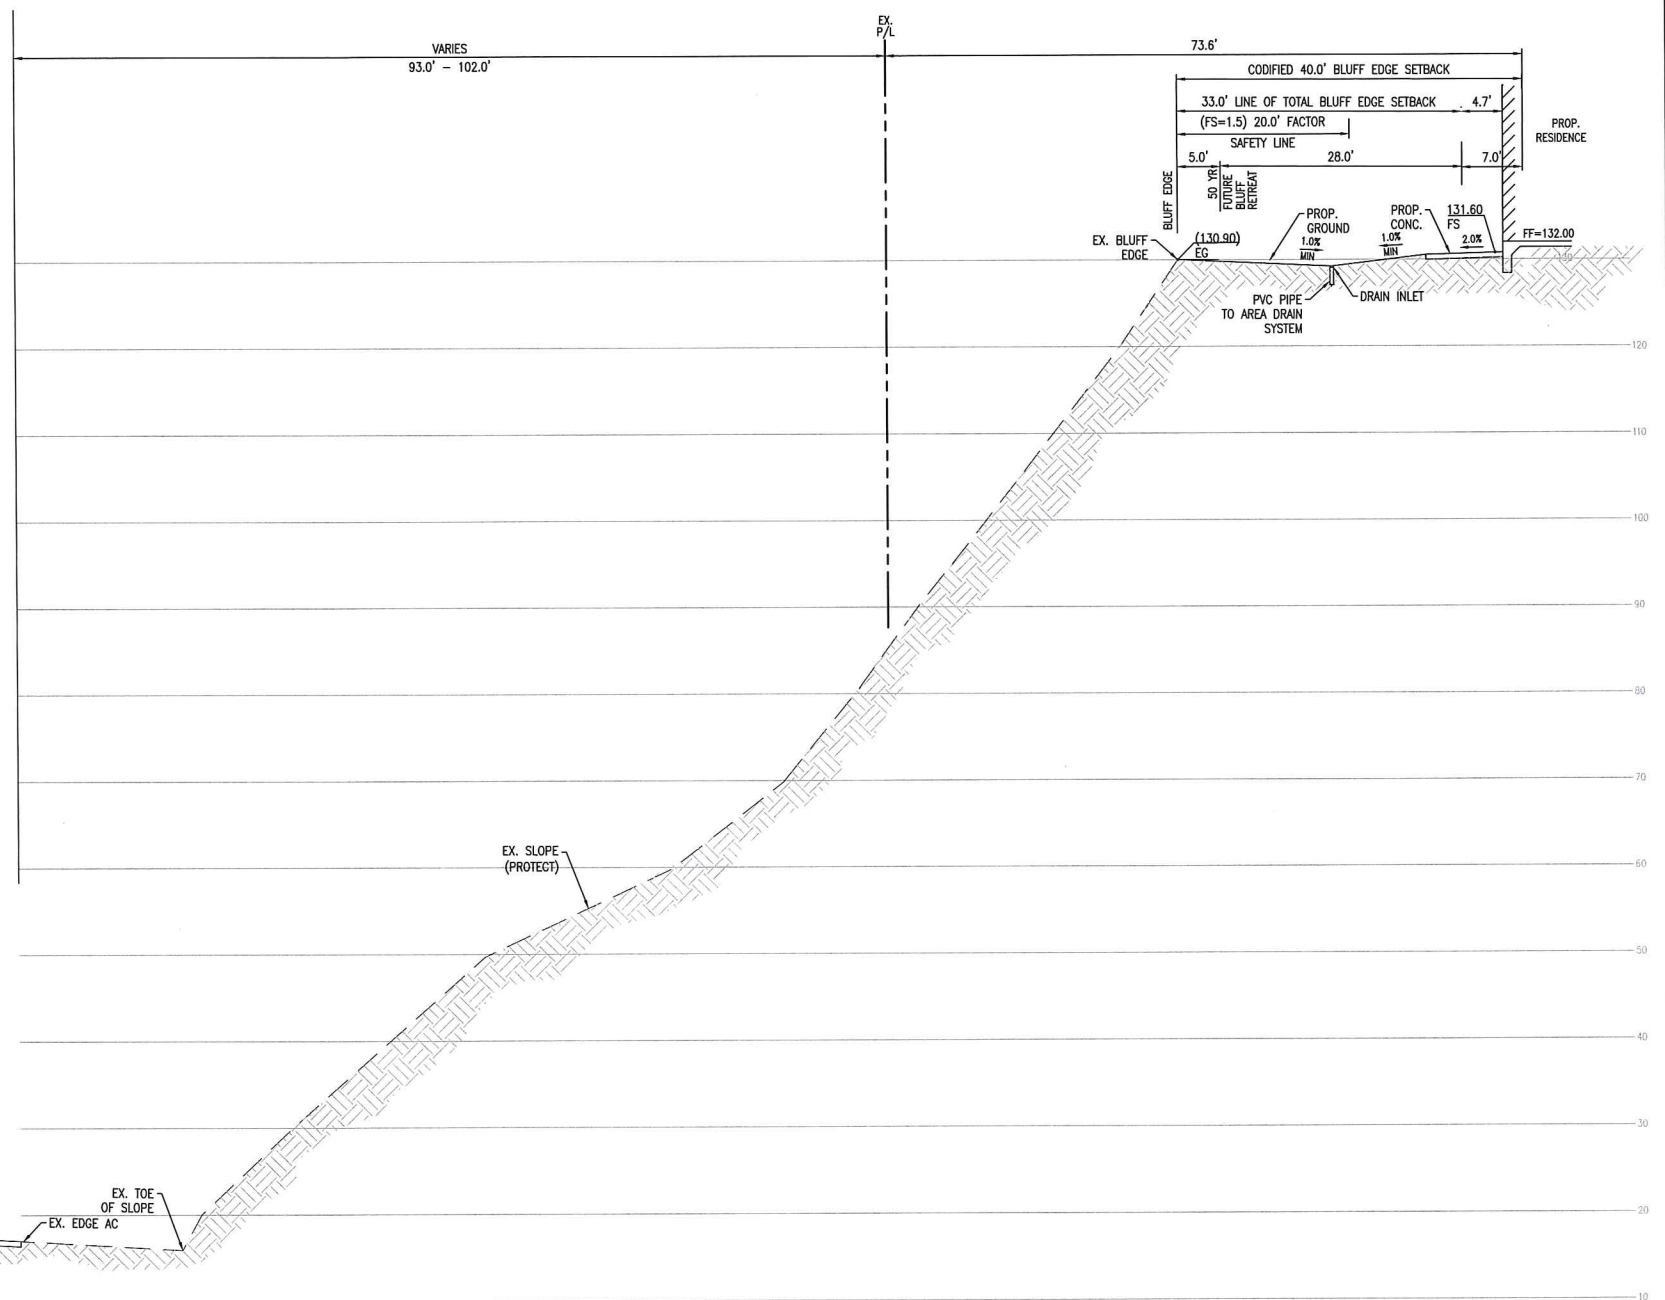 EX.
P/L
VARIES
93.0' - 102.0'
73.6'
CODIFIED 40.0' BLUFF EDGE SETBACK
33.0' LINE OF TOTAL BLUFF EDGE SETBACK
4.7'
(FS=1.5) 20.0' FACTOR
SAFETY LINE
PROP.
RESIDENCE
5.0'
28.0'
7.0'
BLUFF EDGE
50 YR
FUTURE
BLUFF
RETREAT
EX. BLUFF
EDGE
(130.90)
EG
PROP.
GROUND
1.0%
MIN
1.0%
MIN
PROP.
CONC.
131.60
FS
2.0%
FF=132.00
130
PVC PIPE
TO AREA DRAIN
SYSTEM
DRAIN INLET
120
110
100
90
80
70
EX. SLOPE
(PROTECT)
60
50
40
30
EX. TOE
OF SLOPE
EX. EDGE AC
20
10